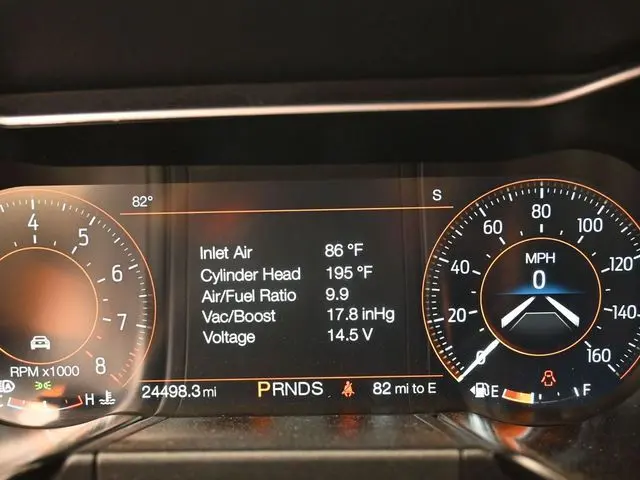 82° S
Inlet Air 86 °F
Cylinder Head 195 °F
Air/Fuel Ratio 9.9
Vac/Boost 17.8 inHg
Voltage 14.5 V
4 5 6 7 8
RPM x1000
H
24498.3 mi PRNDS 82 mi to E
0 20 40 60 80 100 120 140 160
MPH
0
E F